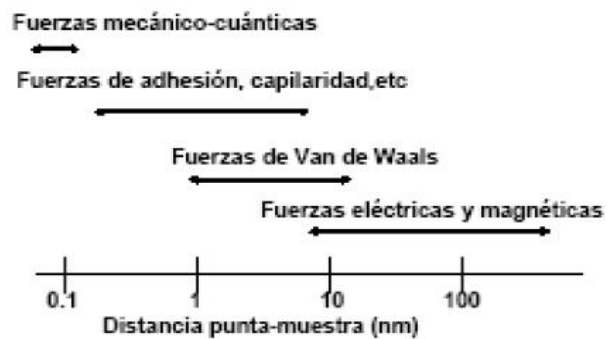 Fuerzas mecánico-cuánticas
Fuerzas de adhesión, capilaridad,etc
Fuerzas de Van de Waals
Fuerzas eléctricas y magnéticas
0.1 1 10 100
Distancia punta-muestra (nm)